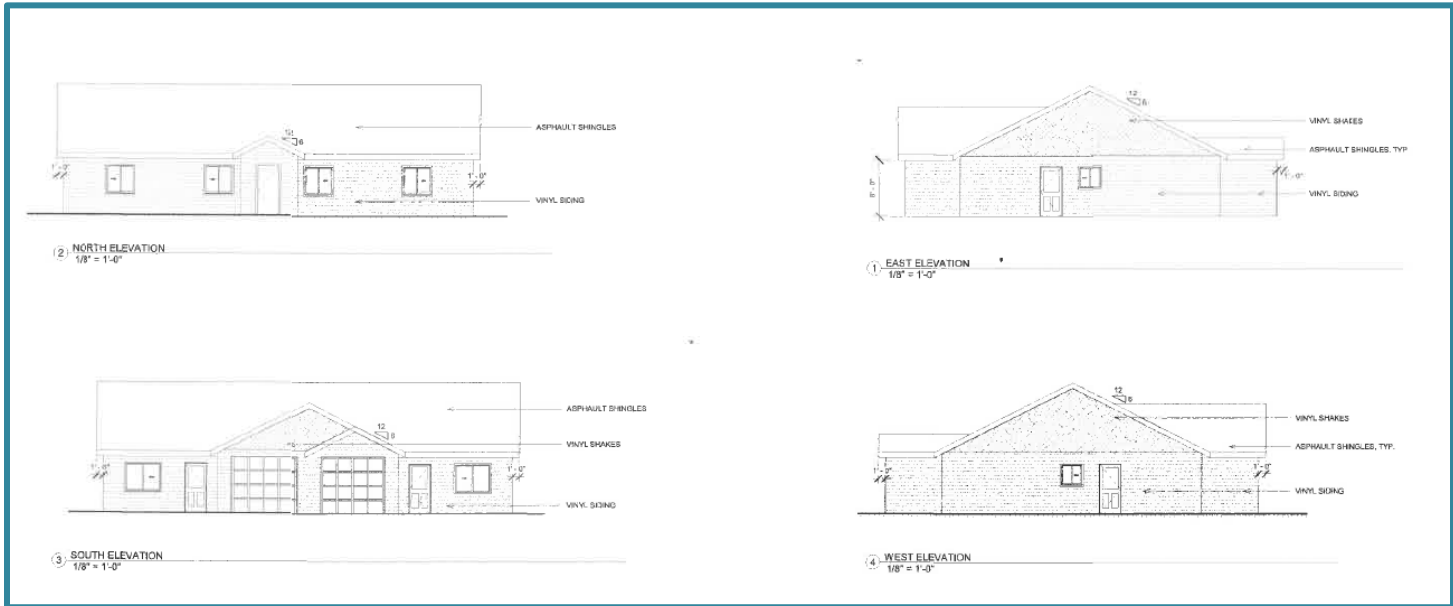 12
6
ASPHAULT SHINGLES
1'-0"
1'-0"
VINYL SIDING
2 NORTH ELEVATION
1/8" = 1'-0"
12
6
VINYL SHAKES
ASPHAULT SHINGLES, TYP
8'-0"
1'-0"
VINYL SIDING
1 EAST ELEVATION
1/8" = 1'-0"
ASPHAULT SHINGLES
12
8
VINYL SHAKES
1'-0"
1'-0"
VINYL SIDING
3 SOUTH ELEVATION
1/8" = 1'-0"
12
6
VINYL SHAKES
ASPHAULT SHINGLES, TYP.
1'-0"
1'-0"
VINYL SIDING
4 WEST ELEVATION
1/8" = 1'-0"